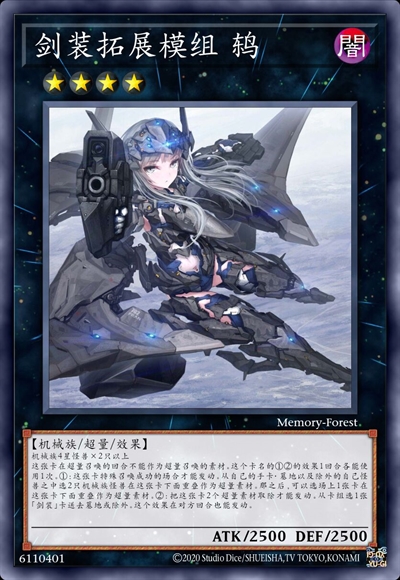 剑装拓展模组 鸫
闇
Memory-Forest。
【机械族/超量/效果】
机械族4星怪兽×2只以上
这张卡在超量召唤的回合不能作为超量召唤的素材，这个卡名的①②的效果1回合各能使
用1次。①：这张卡特殊召唤成功的场合才能发动。从自己的手卡·墓地以及除外的自己怪
兽之中选2只机械族怪兽在这张卡下面重叠作为超量素材。那之后，可以选场上1张卡在
这张卡下面重叠作为超量素材。②：把这张卡2个超量素材取除才能发动。从卡组选1张
「剑装」卡送去墓地或除外。这个效果在对方回合也能发动。
ATK/2500 DEF/2500
6110401
©2020 Studio Dice/SHUEISHA,TV TOKYO,KONAMI